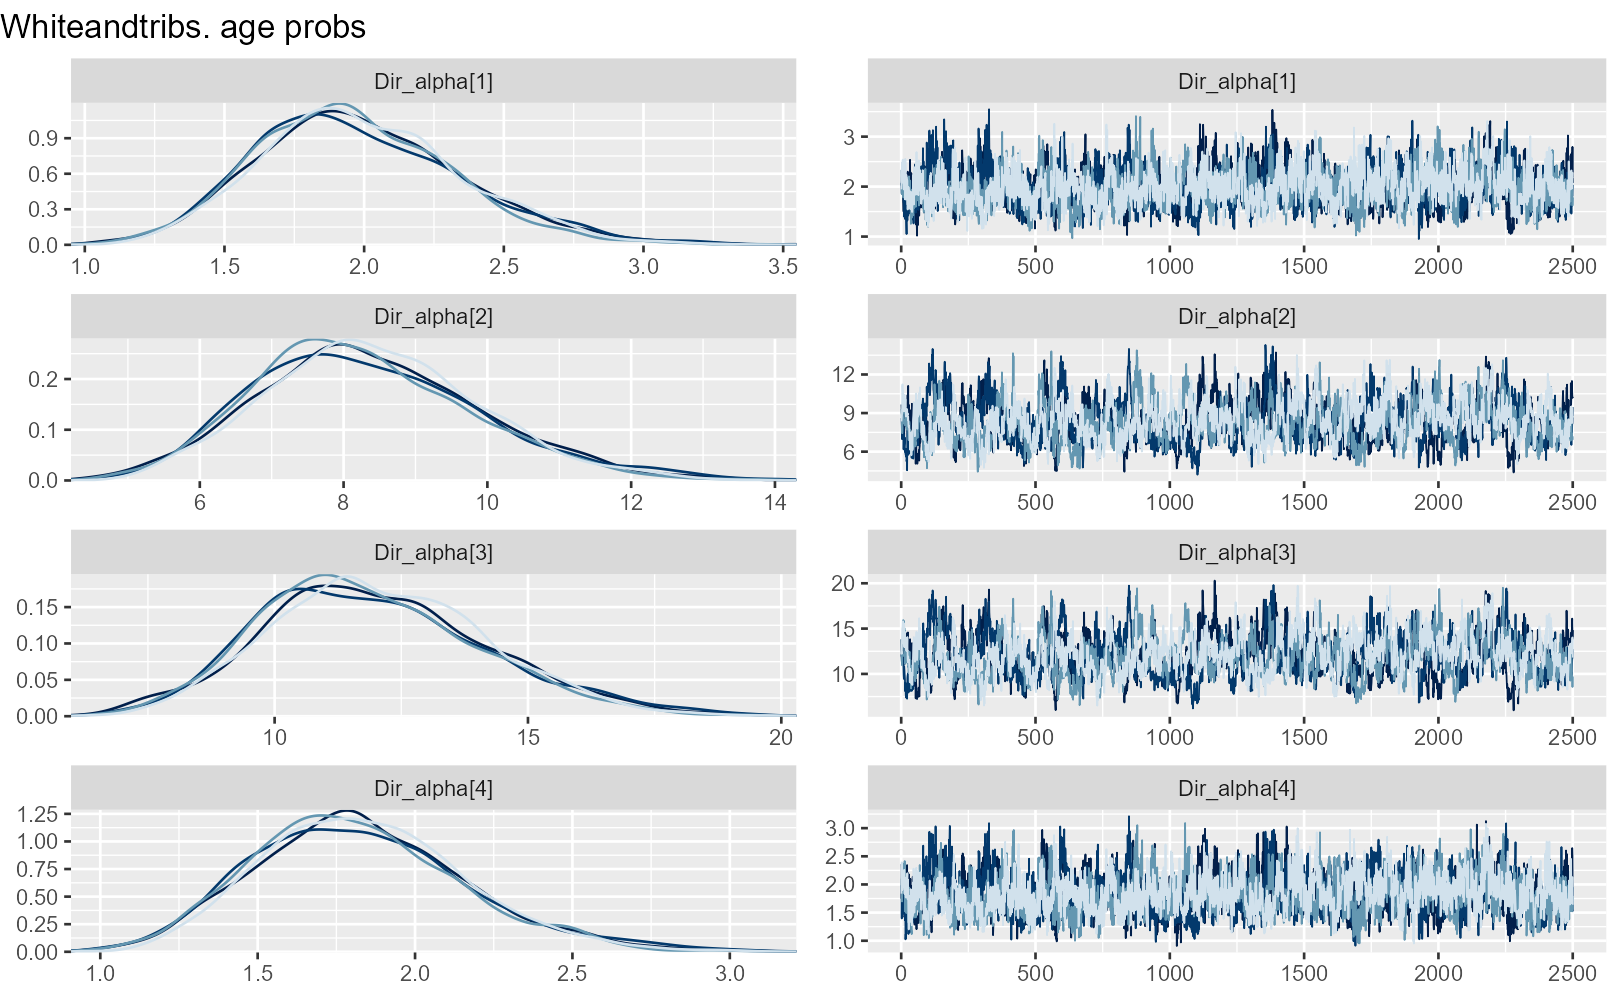 Whiteandtribs. age probs
Dir_alpha[1]
0.9
0.6
0.3
0.0
1.0 1.5 2.0 2.5 3.0 3.5
Dir_alpha[1]
3
2
1
0 500 1000 1500 2000 2500
Dir_alpha[2]
0.2
0.1
0.0
6 8 10 12 14
Dir_alpha[2]
12
9
6
0 500 1000 1500 2000 2500
Dir_alpha[3]
0.15
0.10
0.05
0.00
10 15 20
Dir_alpha[3]
20
15
10
0 500 1000 1500 2000 2500
Dir_alpha[4]
1.25
1.00
0.75
0.50
0.25
0.00
1.0 1.5 2.0 2.5 3.0
Dir_alpha[4]
3.0
2.5
2.0
1.5
1.0
0 500 1000 1500 2000 2500